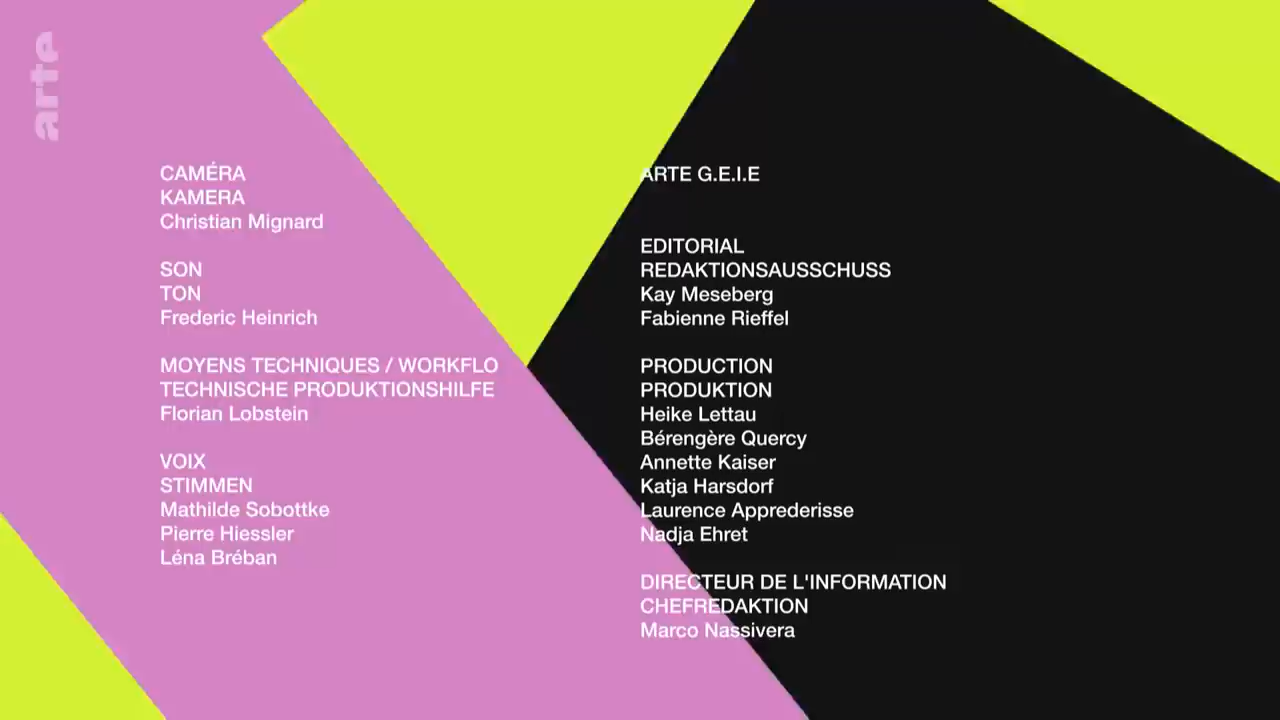 arte
CAMÉRA
KAMERA
Christian Mignard
SON
TON
Frederic Heinrich
MOYENS TECHNIQUES / WORKFLO
TECHNISCHE PRODUKTIONSHILFE
Florian Lobstein
VOIX
STIMMEN
Mathilde Sobottke
Pierre Hiessler
Léna Bréban
ARTE G.E.I.E
EDITORIAL
REDAKTIONSAUSSCHUSS
Kay Meseberg
Fabienne Rieffel
PRODUCTION
PRODUKTION
Heike Lettau
Bérengère Quercy
Annette Kaiser
Katja Harsdorf
Laurence Apprederisse
Nadja Ehret
DIRECTEUR DE L'INFORMATION
CHEFREDAKTION
Marco Nassivera